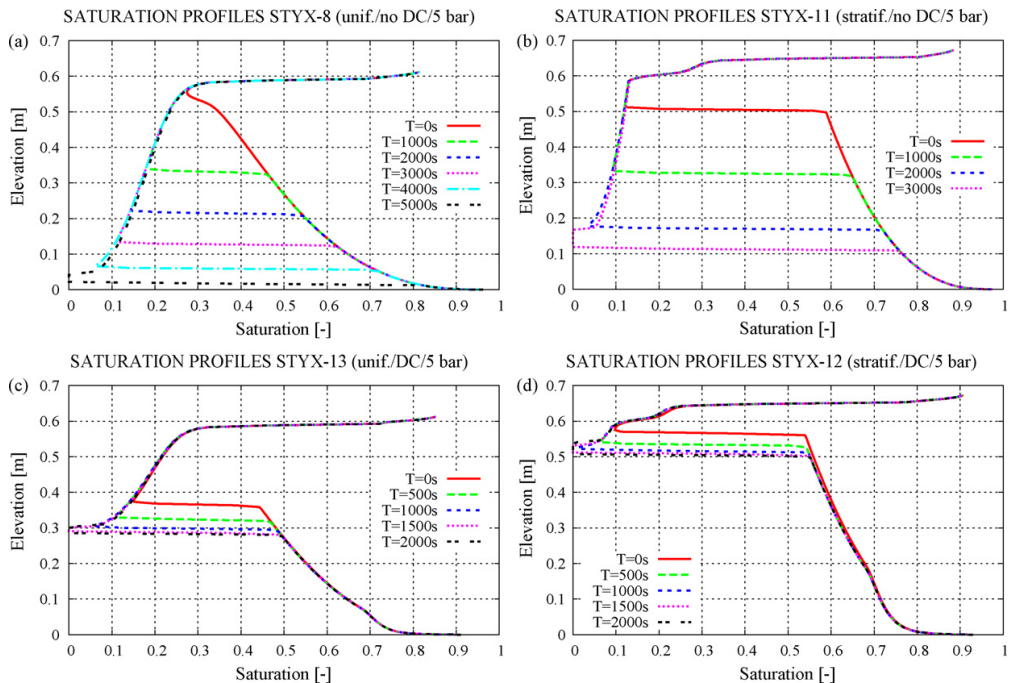 SATURATION PROFILES STYX-8 (unif./no DC/5 bar)
(a)
0.7
0.6
0.5
0.4
0.3
0.2
0.1
0
Elevation [m]
T=0s
T=1000s
T=2000s
T=3000s
T=4000s
T=5000s
0 0.1 0.2 0.3 0.4 0.5 0.6 0.7 0.8 0.9 1
Saturation [-]
SATURATION PROFILES STYX-11 (stratif./no DC/5 bar)
(b)
0.7
0.6
0.5
0.4
0.3
0.2
0.1
0
Elevation [m]
T=0s
T=1000s
T=2000s
T=3000s
0 0.1 0.2 0.3 0.4 0.5 0.6 0.7 0.8 0.9 1
Saturation [-]
SATURATION PROFILES STYX-13 (unif./DC/5 bar)
(c)
0.7
0.6
0.5
0.4
0.3
0.2
0.1
0
Elevation [m]
T=0s
T=500s
T=1000s
T=1500s
T=2000s
0 0.1 0.2 0.3 0.4 0.5 0.6 0.7 0.8 0.9 1
Saturation [-]
SATURATION PROFILES STYX-12 (stratif./DC/5 bar)
(d)
0.7
0.6
0.5
0.4
0.3
0.2
0.1
0
Elevation [m]
T=0s
T=500s
T=1000s
T=1500s
T=2000s
0 0.1 0.2 0.3 0.4 0.5 0.6 0.7 0.8 0.9 1
Saturation [-]